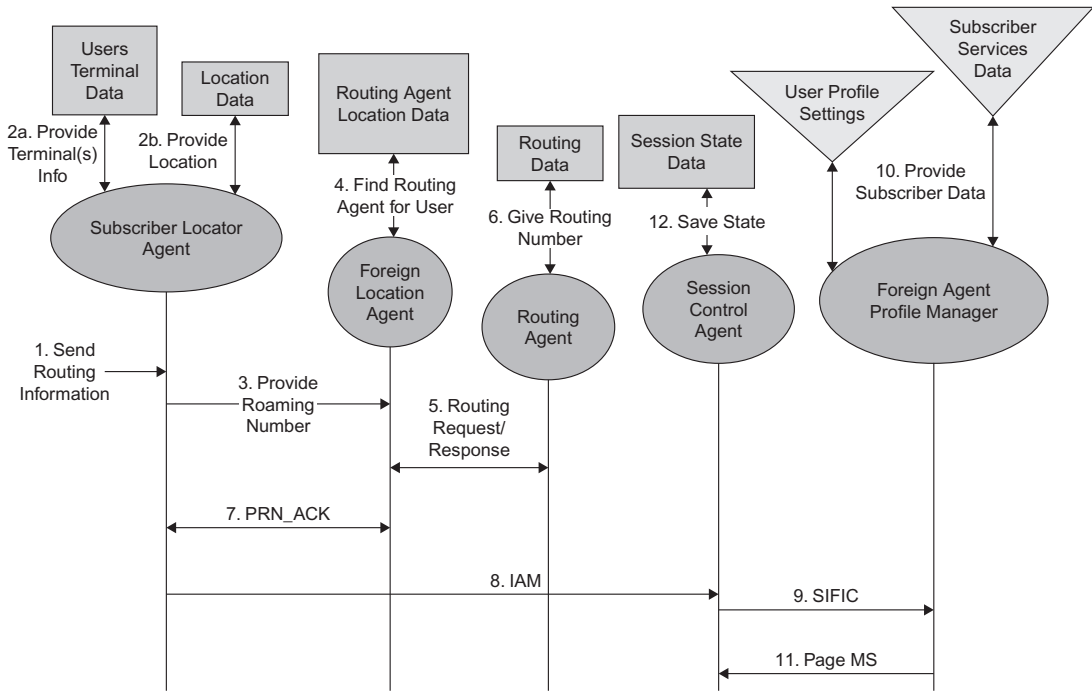 Users
Terminal
Data
Location
Data
Routing Agent
Location Data
Routing
Data
Session State
Data
User Profile
Settings
Subscriber
Services
Data
2a. Provide
Terminal(s)
Info
2b. Provide
Location
4. Find Routing
Agent for User
6. Give Routing
Number
12. Save State
10. Provide
Subscriber Data
Subscriber Locator
Agent
Foreign
Location
Agent
Routing
Agent
Session
Control
Agent
Foreign Agent
Profile Manager
1. Send
Routing
Information
3. Provide
Roaming
Number
5. Routing
Request/
Response
7. PRN_ACK
8. IAM
9. SIFIC
11. Page MS